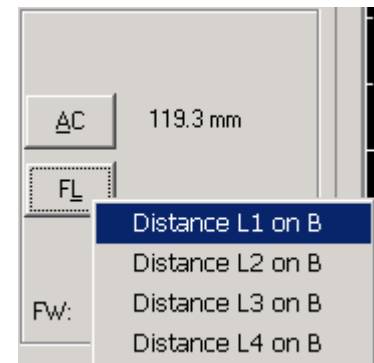 AC 119.3 mm
FL
Distance L1 on B
Distance L2 on B
Distance L3 on B
FW:
Distance L4 on B